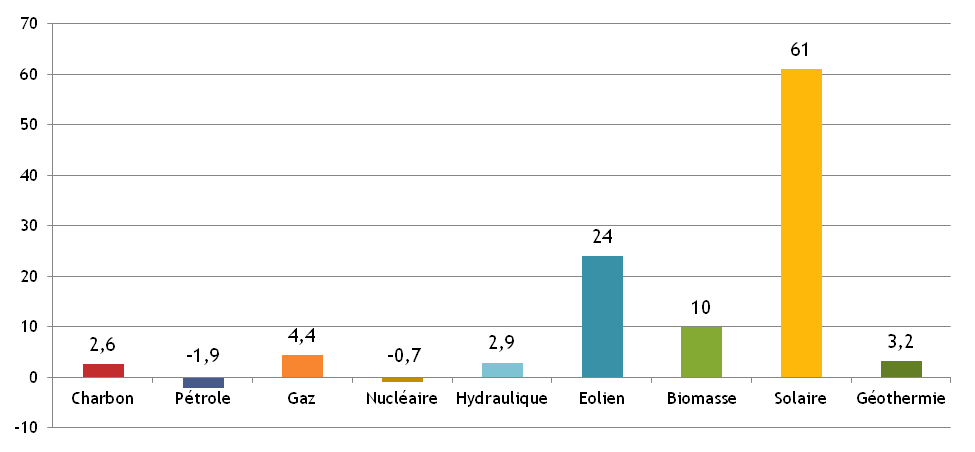 70
60
50
40
30
20
10
0
-10
2,6
-1,9
4,4
-0,7
2,9
24
10
61
3,2
Charbon
Pétrole
Gaz
Nucléaire
Hydraulique
Eolien
Biomasse
Solaire
Géothermie